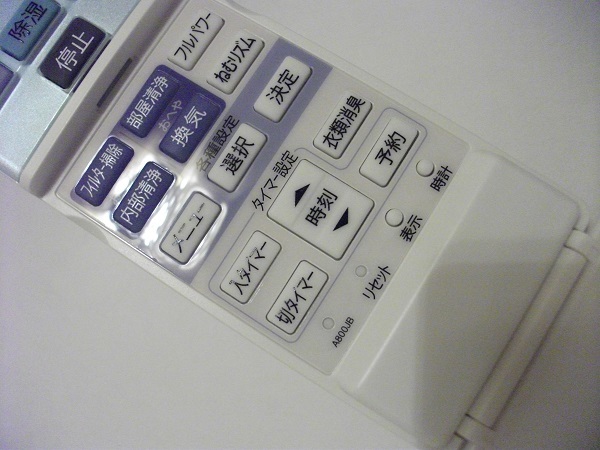 除湿
停止
フルパワー
ねむリズム
部屋清浄
おへや
換気
決定
フィルター掃除
内部清浄
各種設定
選択
メニュー
衣類消臭
予約
タイマー設定
時刻
入タイマー
切タイマー
時計
表示
リセット
A800JB